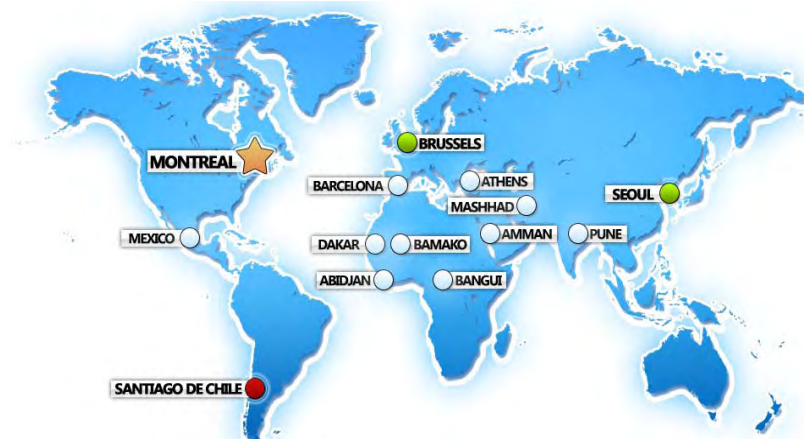 BRUSSELS
MONTREAL
BARCELONA
ATHENS
SEOUL
MASHHAD
MEXICO
DAKAR
BAMAKO
AMMAN
PUNE
ABIDJAN
BANGUI
SANTIAGO DE CHILE